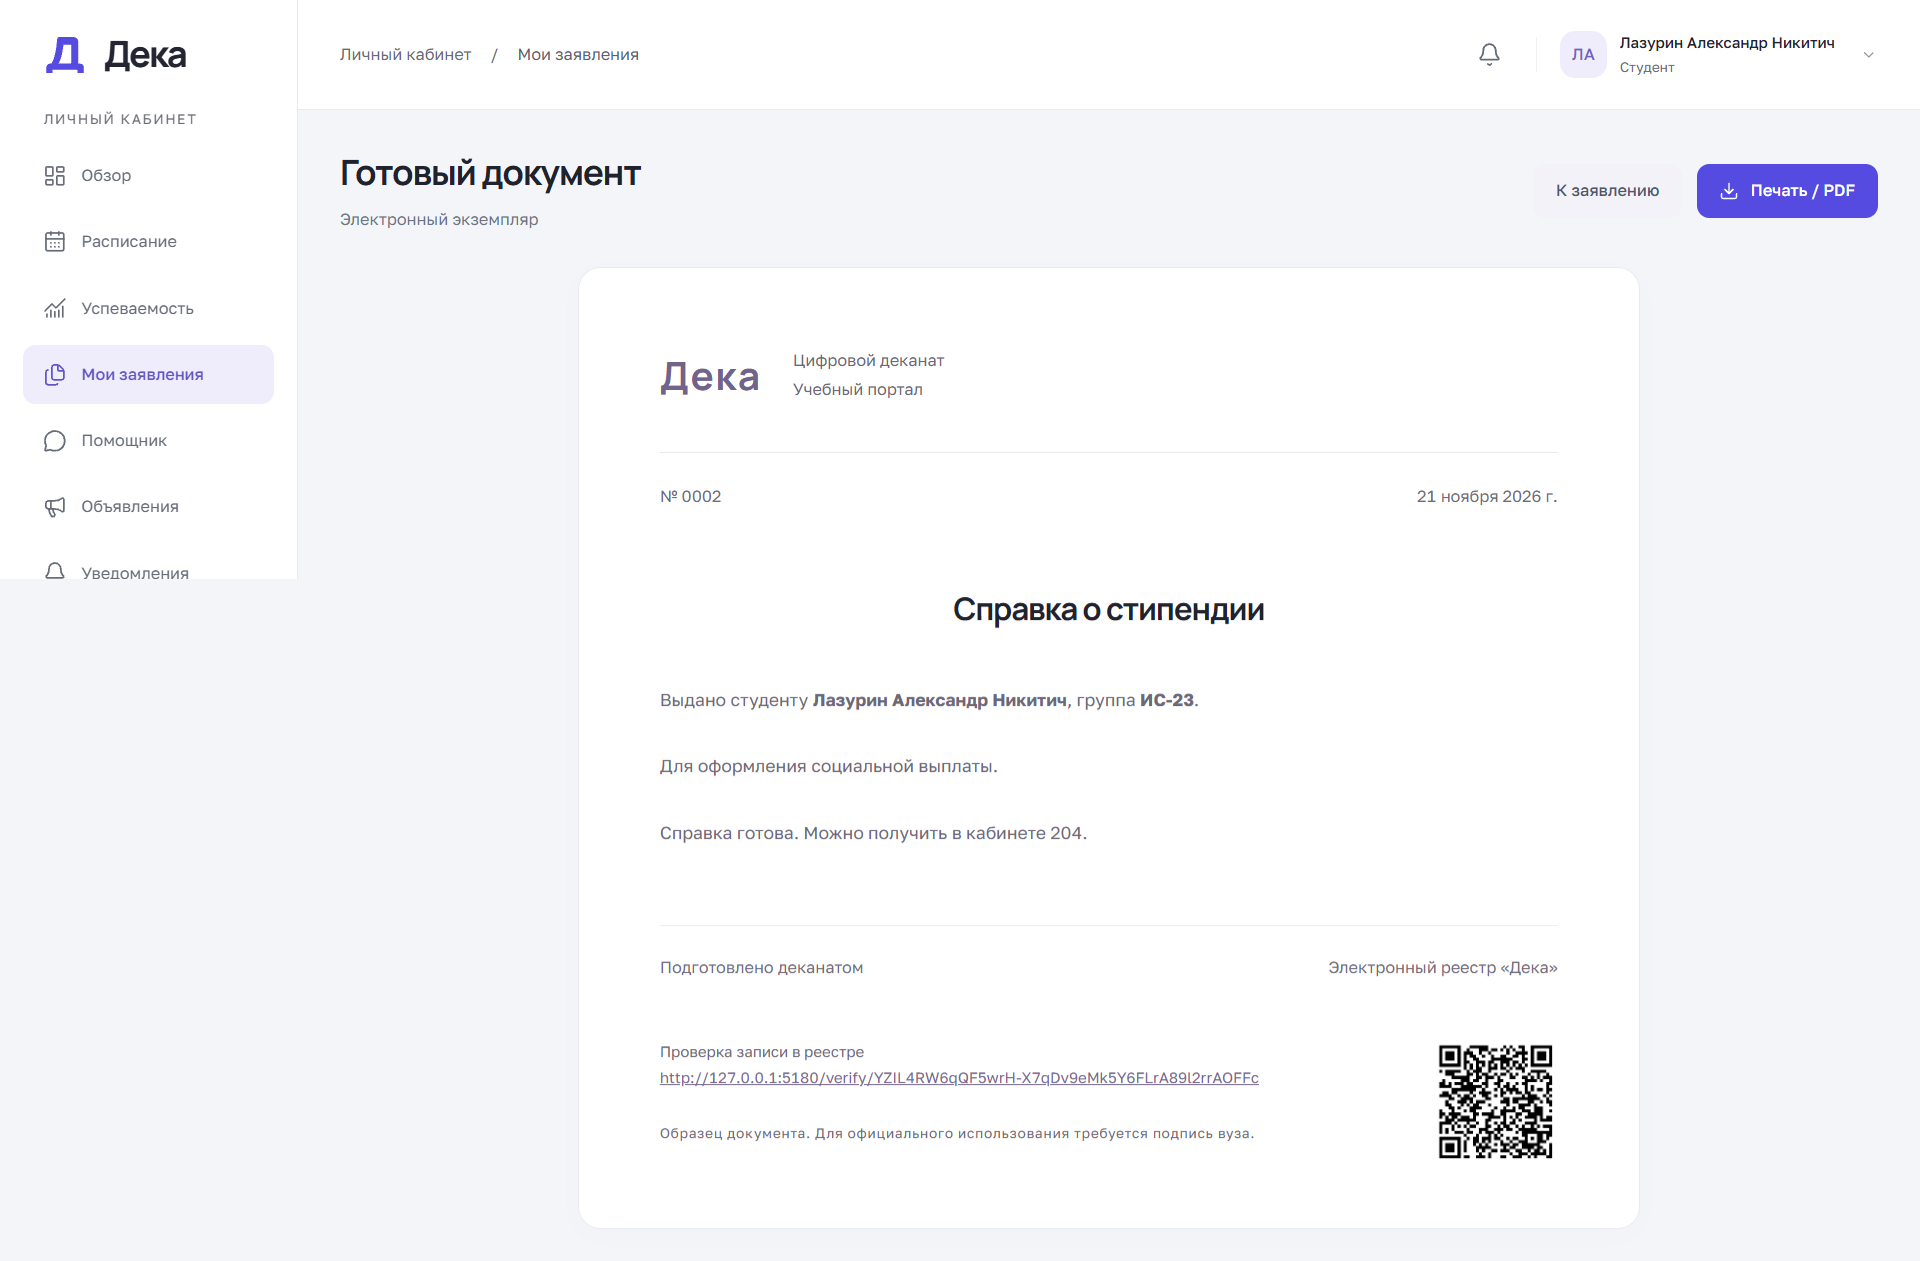 Дека
ЛИЧНЫЙ КАБИНЕТ
Обзор
Расписание
Успеваемость
Мои заявления
Помощник
Объявления
Уведомления
Личный кабинет / Мои заявления
ЛА
Лазурин Александр Никитич
Студент
Готовый документ
Электронный экземпляр
К заявлению
Печать / PDF
Дека
Цифровой деканат
Учебный портал
№ 0002
21 ноября 2026 г.
Справка о стипендии
Выдано студенту Лазурин Александр Никитич, группа ИС-23.
Для оформления социальной выплаты.
Справка готова. Можно получить в кабинете 204.
Подготовлено деканатом
Электронный реестр «Дека»
Проверка записи в реестре
http://127.0.0.1:5180/verify/YZIL4RW6qQF5wrH-X7qDv9eMk5Y6FLrA89l2rrAOFFc
Образец документа. Для официального использования требуется подпись вуза.